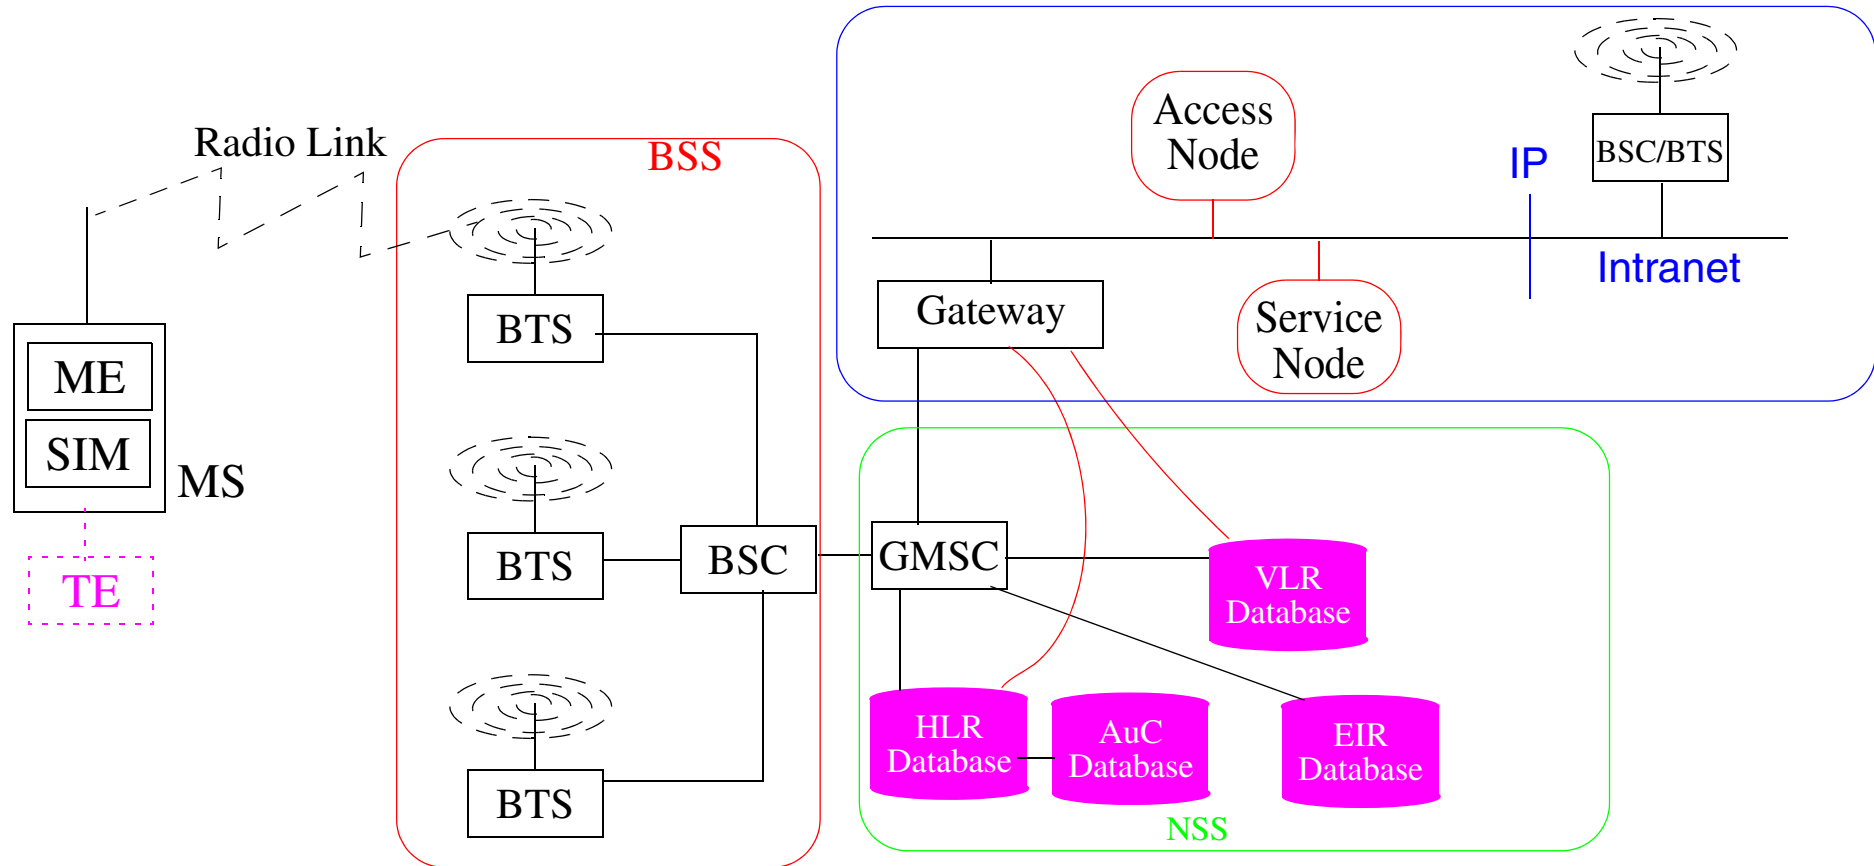 Radio Link
BSS
Access
Node
IP
BSC/BTS
Intranet
Gateway
Service
Node
BTS
ME
SIM
MS
TE
BTS
BSC
GMSC
VLR
Database
HLR
Database
AuC
Database
EIR
Database
BTS
NSS